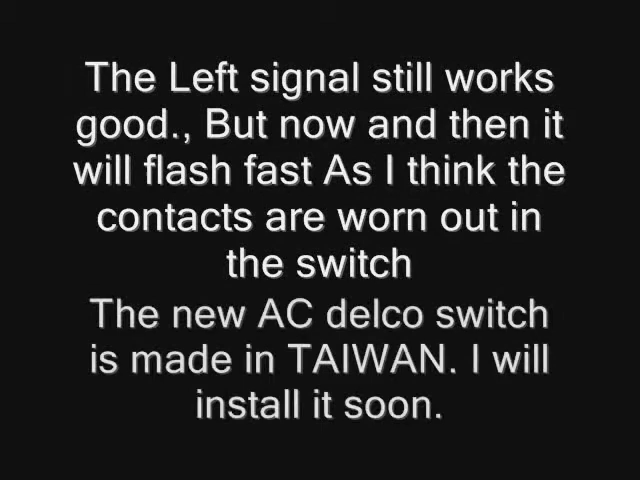 The Left signal still works
good., But now and then it
will flash fast As I think the
contacts are worn out in
the switch
The new AC delco switch
is made in TAIWAN. I will
install it soon.